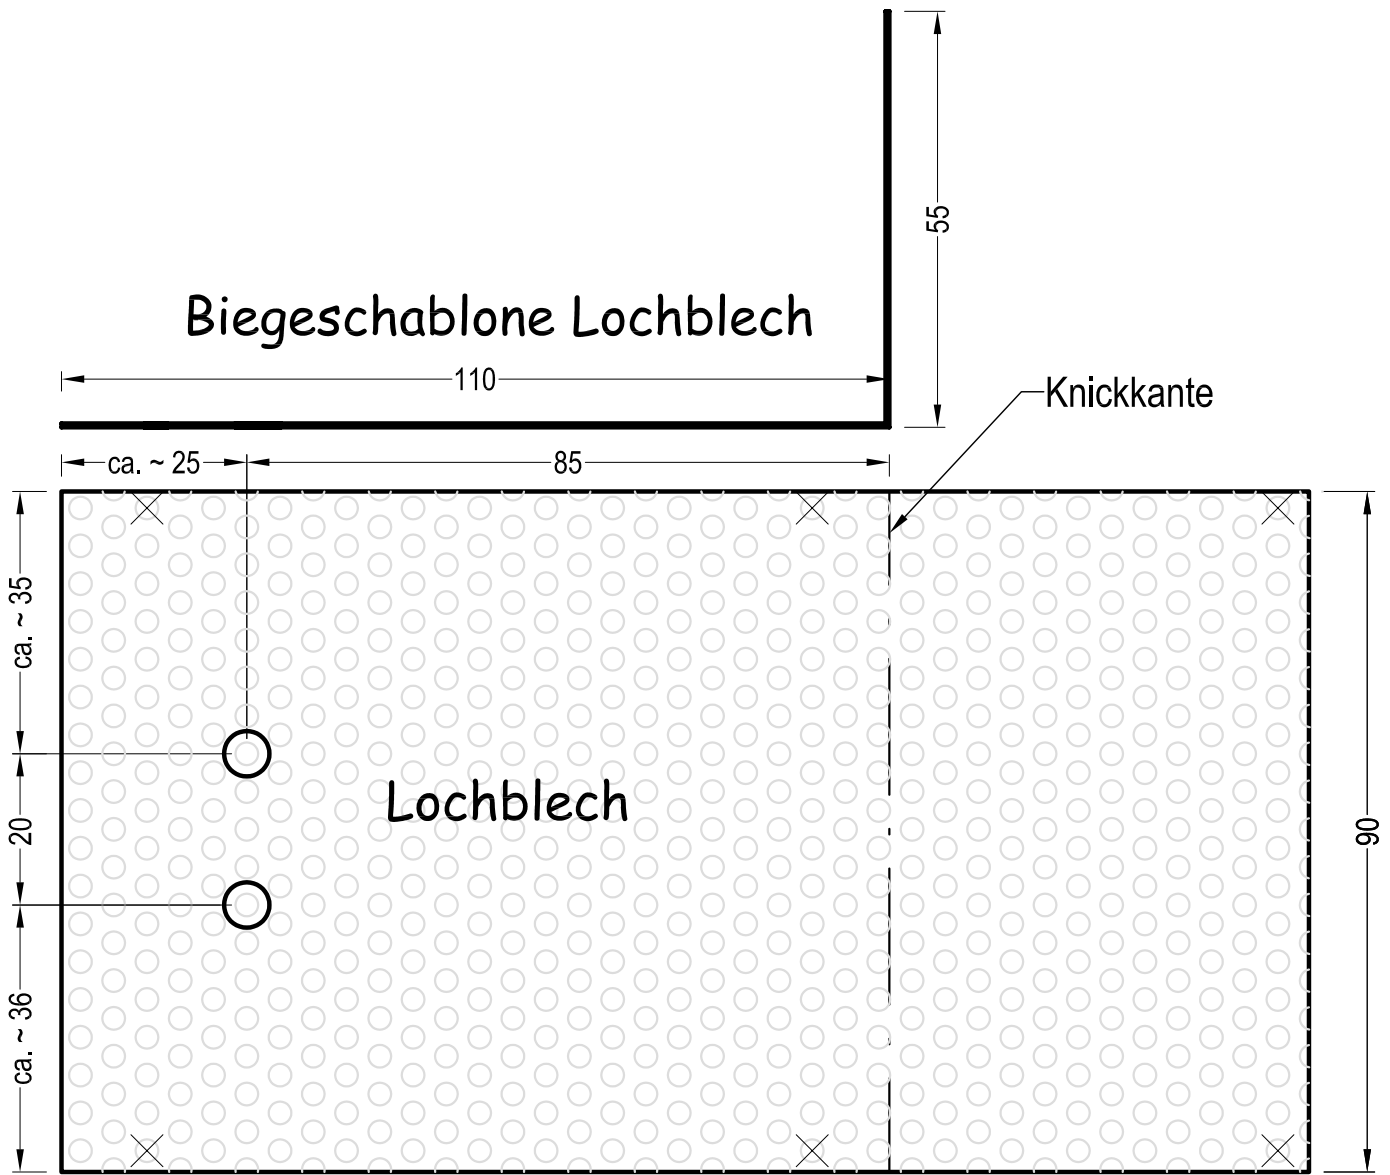 55
Biegeschablone Lochblech
110
Knickkante
ca. ~ 25
85
ca. ~ 35
Lochblech
20
90
ca. ~ 36